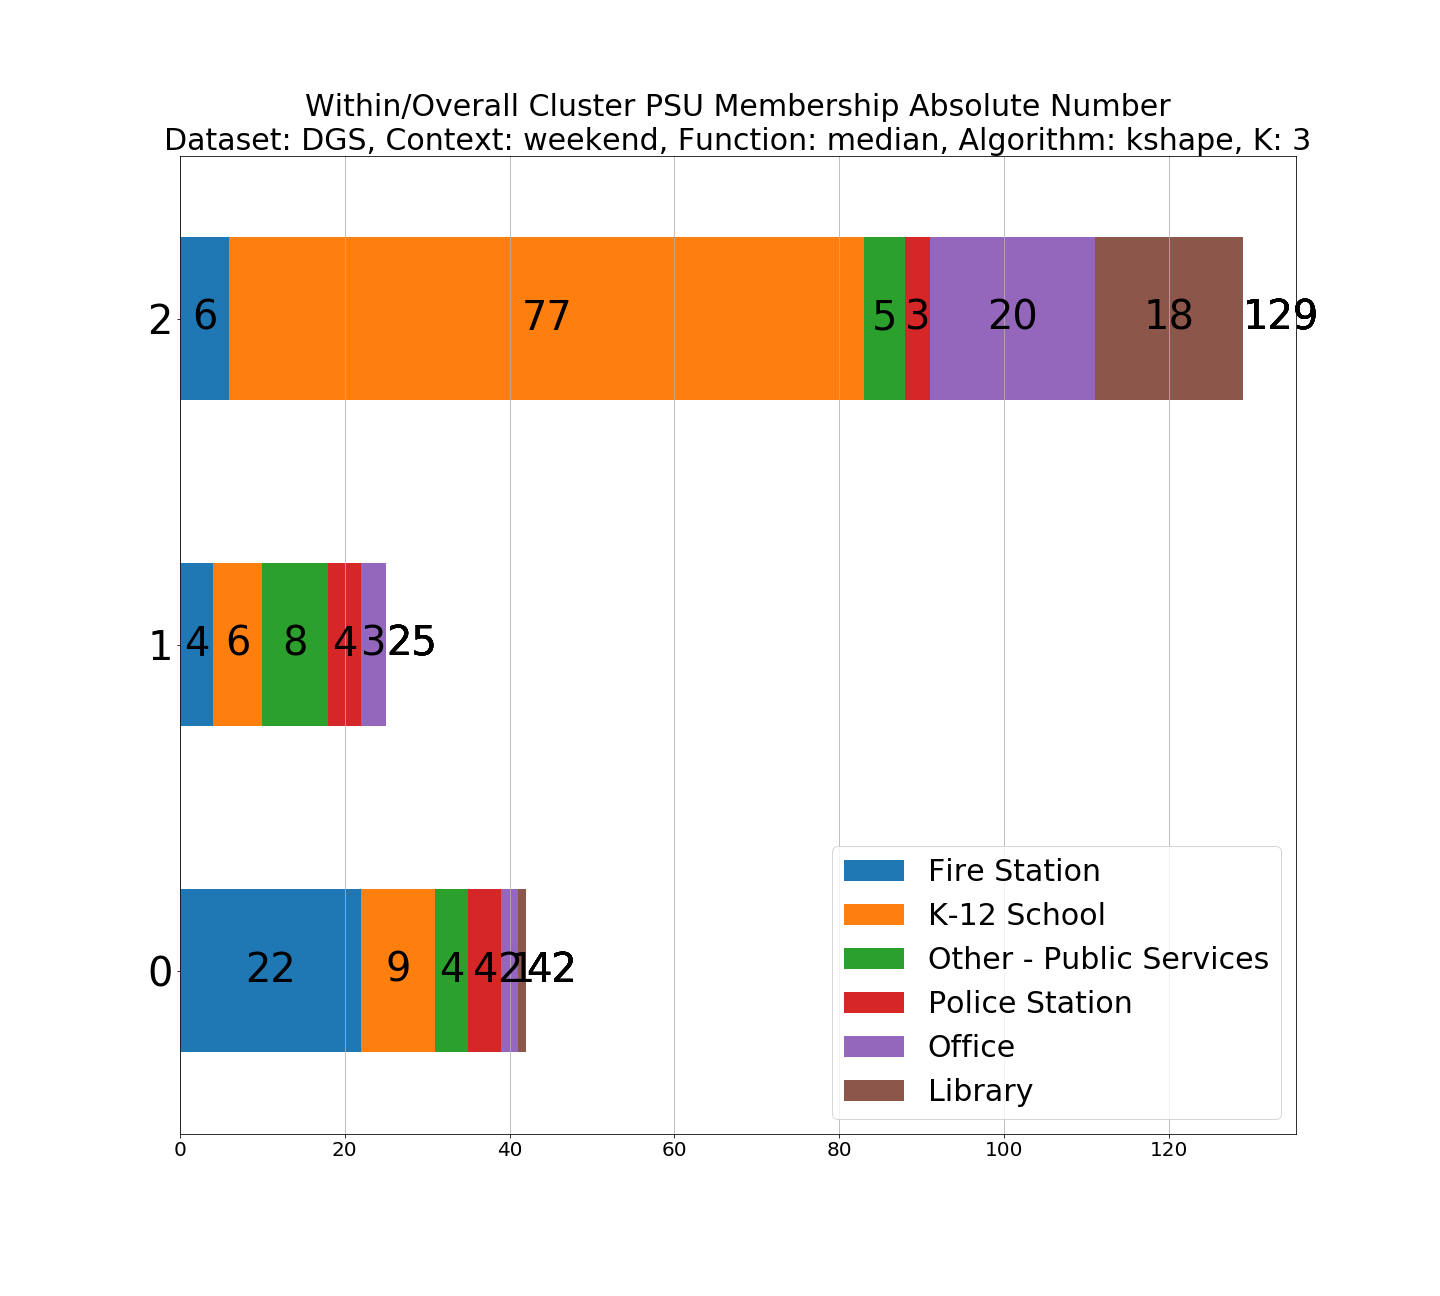 Within/Overall Cluster PSU Membership Absolute Number
Dataset: DGS, Context: weekend, Function: median, Algorithm: kshape, K: 3
2 6 77 5 3 20 18 129
1 4 6 8 4 3 25
0 22 9 4 4 2 1 42
Fire Station
K-12 School
Other - Public Services
Police Station
Office
Library
0 20 40 60 80 100 120